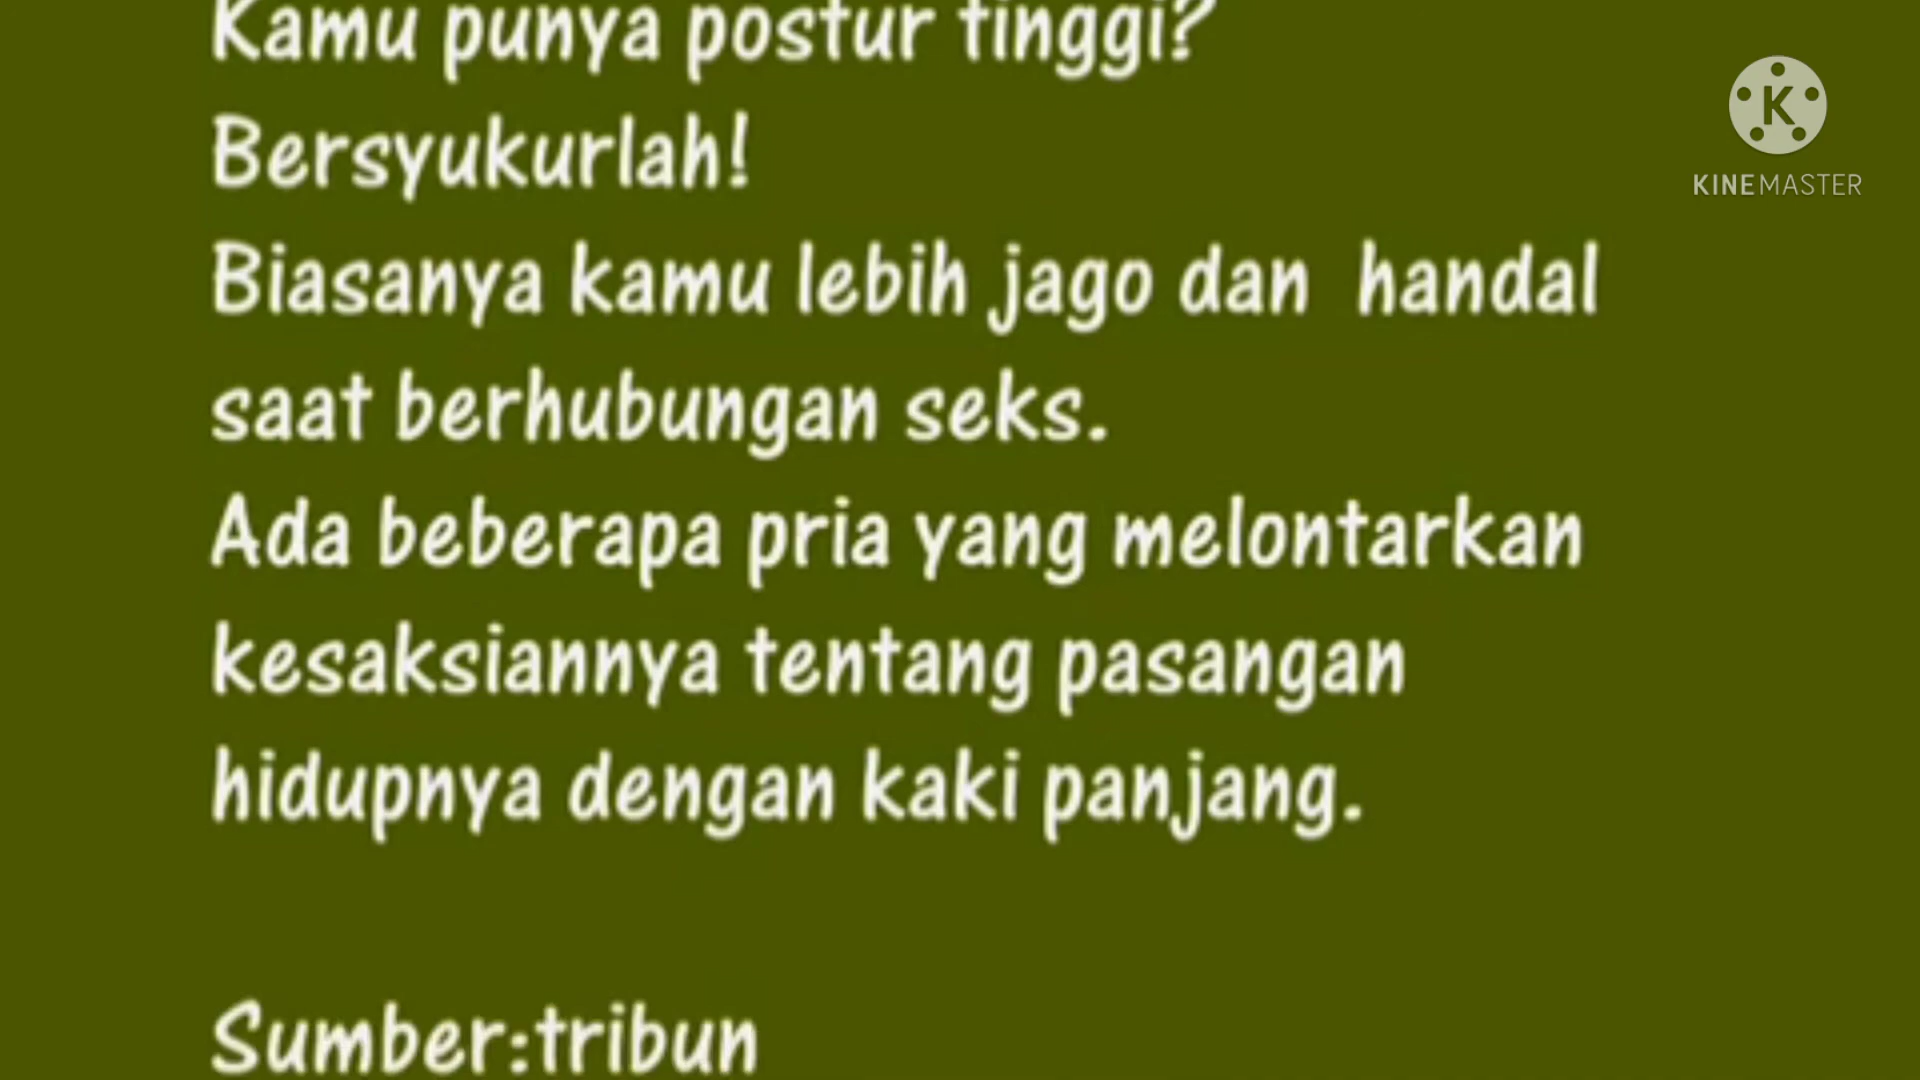 Kamu punya postur tinggi?
Bersyukurlah!
Biasanya kamu lebih jago dan handal
saat berhubungan seks.
Ada beberapa pria yang melontarkan
kesaksiannya tentang pasangan
hidupnya dengan kaki panjang.
Sumber:tribun
K
KINEMASTER